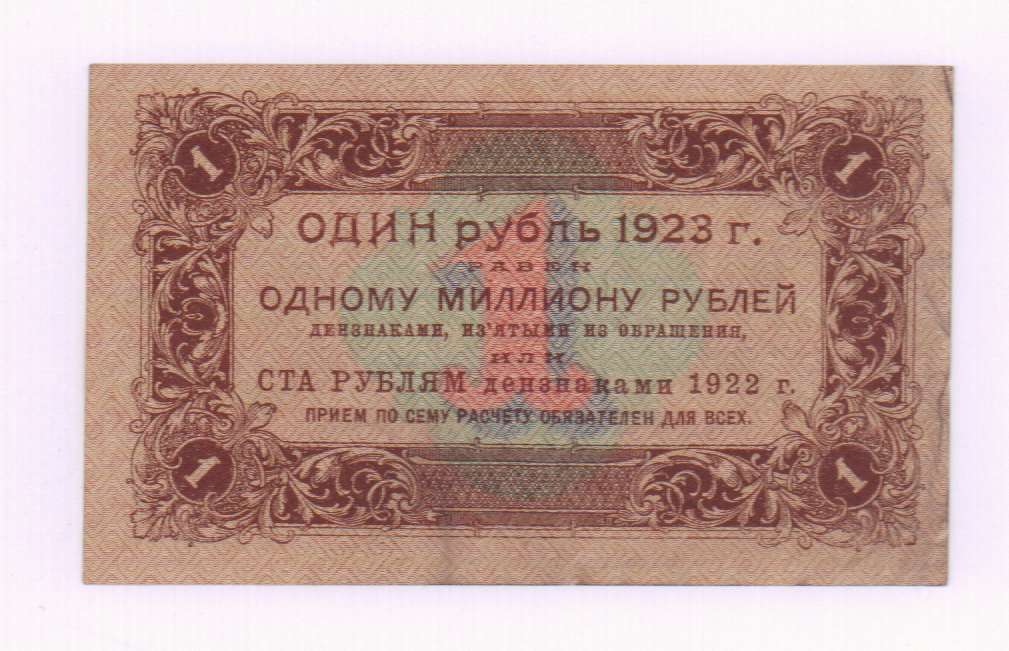 1 1
ОДИН рубль 1923 г.
РАВЕН
ОДНОМУ МИЛЛИОНУ РУБЛЕЙ
ДЕНЗНАКАМИ, ИЗ'ЯТЫМИ ИЗ ОБРАЩЕНИЯ,
ИЛИ
СТА РУБЛЯМ дензнаками 1922 г.
ПРИЕМ ПО СЕМУ РАСЧЕТУ ОБЯЗАТЕЛЕН ДЛЯ ВСЕХ.
1
1 1